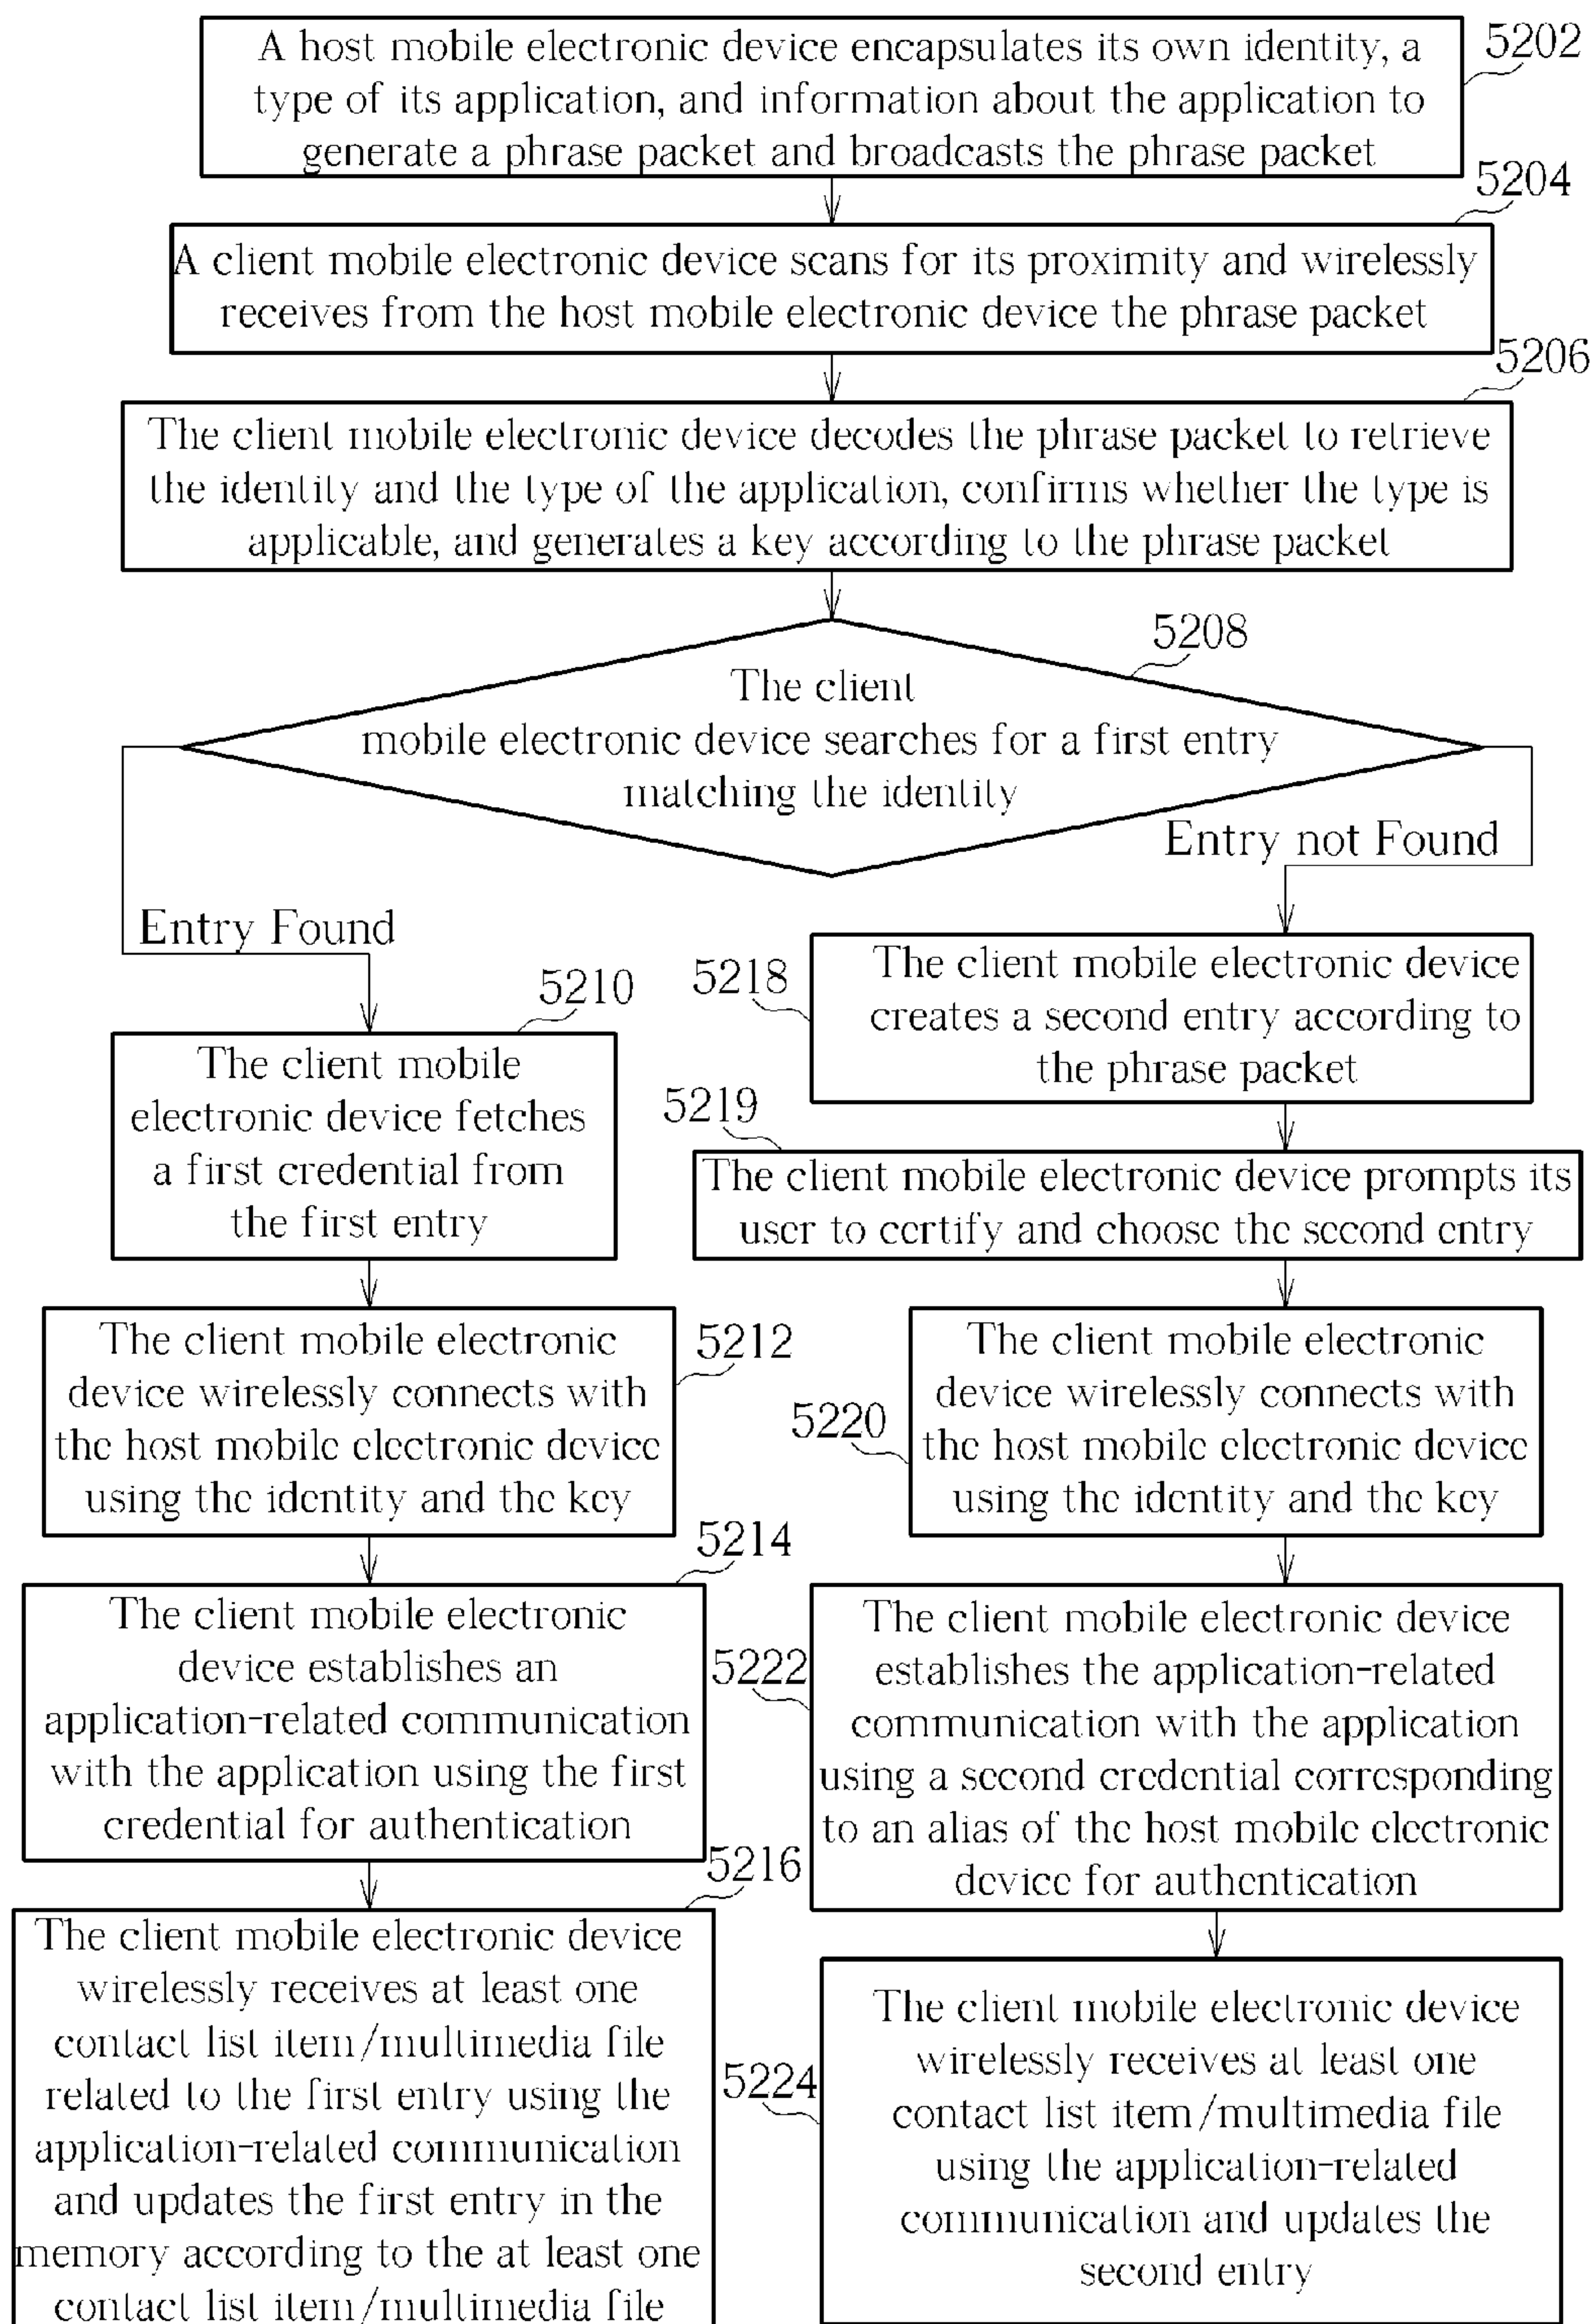 A host mobile electronic device encapsulates its own identity, a
type of its application, and information about the application to
generate a phrase packet and broadcasts the phrase packet
5202
5204
A client mobile electronic device scans for its proximity and wirelessly
receives from the host mobile electronic device the phrase packet
5206
The client mobile electronic device decodes the phrase packet to retrieve
the identity and the type of the application, confirms whether the type is
applicable, and generates a key according to the phrase packet
5208
The client
mobile electronic device searches for a first entry
matching the identity
Entry Found
5210
The client mobile
electronic device fetches
a first credential from
the first entry
5212
The client mobile electronic
device wirelessly connects with
the host mobile electronic device
using the identity and the key
5214
The client mobile electronic
device establishes an
application-related communication
with the application using the first
credential for authentication
5216
The client mobile electronic device
wirelessly receives at least one
contact list item/multimedia file
related to the first entry using the
application-related communication
and updates the first entry in the
memory according to the at least one
contact list item/multimedia file
Entry not Found
5218
The client mobile electronic device
creates a second entry according to
the phrase packet
5219
The client mobile electronic device prompts its
user to certify and choose the second entry
5220
The client mobile electronic
device wirelessly connects with
the host mobile electronic device
using the identity and the key
5222
The client mobile electronic device
establishes the application-related
communication with the application
using a second credential corresponding
to an alias of the host mobile electronic
device for authentication
5224
The client mobile electronic device
wirelessly receives at least one
contact list item/multimedia file
using the application-related
communication and updates the
second entry